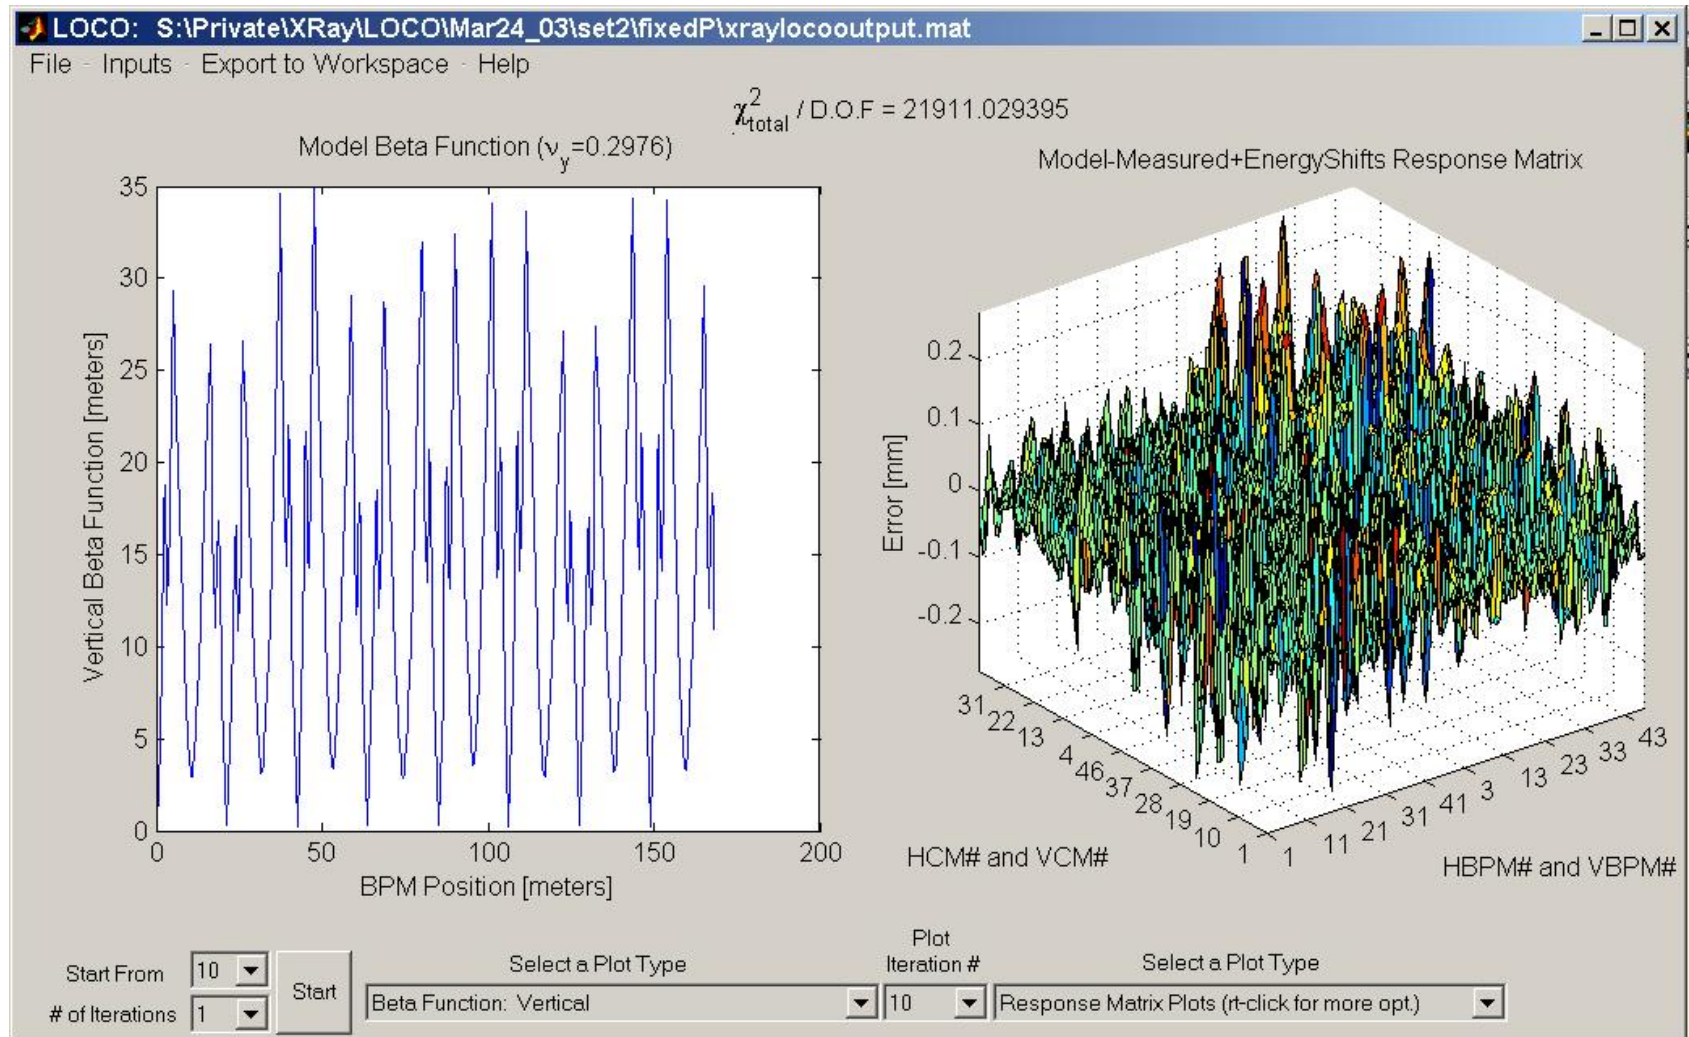 LOCO: S:\Private\XRay\LOCO\Mar24_03\set2\fixedP\xraylocooutput.mat
File - Inputs - Export to Workspace - Help
χ²total / D.O.F = 21911.029395
Model Beta Function (νy=0.2976)
35
30
25
20
15
10
5
0
0 50 100 150 200
Vertical Beta Function [meters]
BPM Position [meters]
Model-Measured+EnergyShifts Response Matrix
0.2
0.1
0
-0.1
-0.2
Error [mm]
31 22 13 4 46 37 28 19 10 1
1 11 21 31 41 3 13 23 33 43
HCM# and VCM#
HBPM# and VBPM#
Start From 10
# of Iterations 1
Start
Select a Plot Type
Beta Function: Vertical
Plot
Iteration #
10
Select a Plot Type
Response Matrix Plots (rt-click for more opt.)